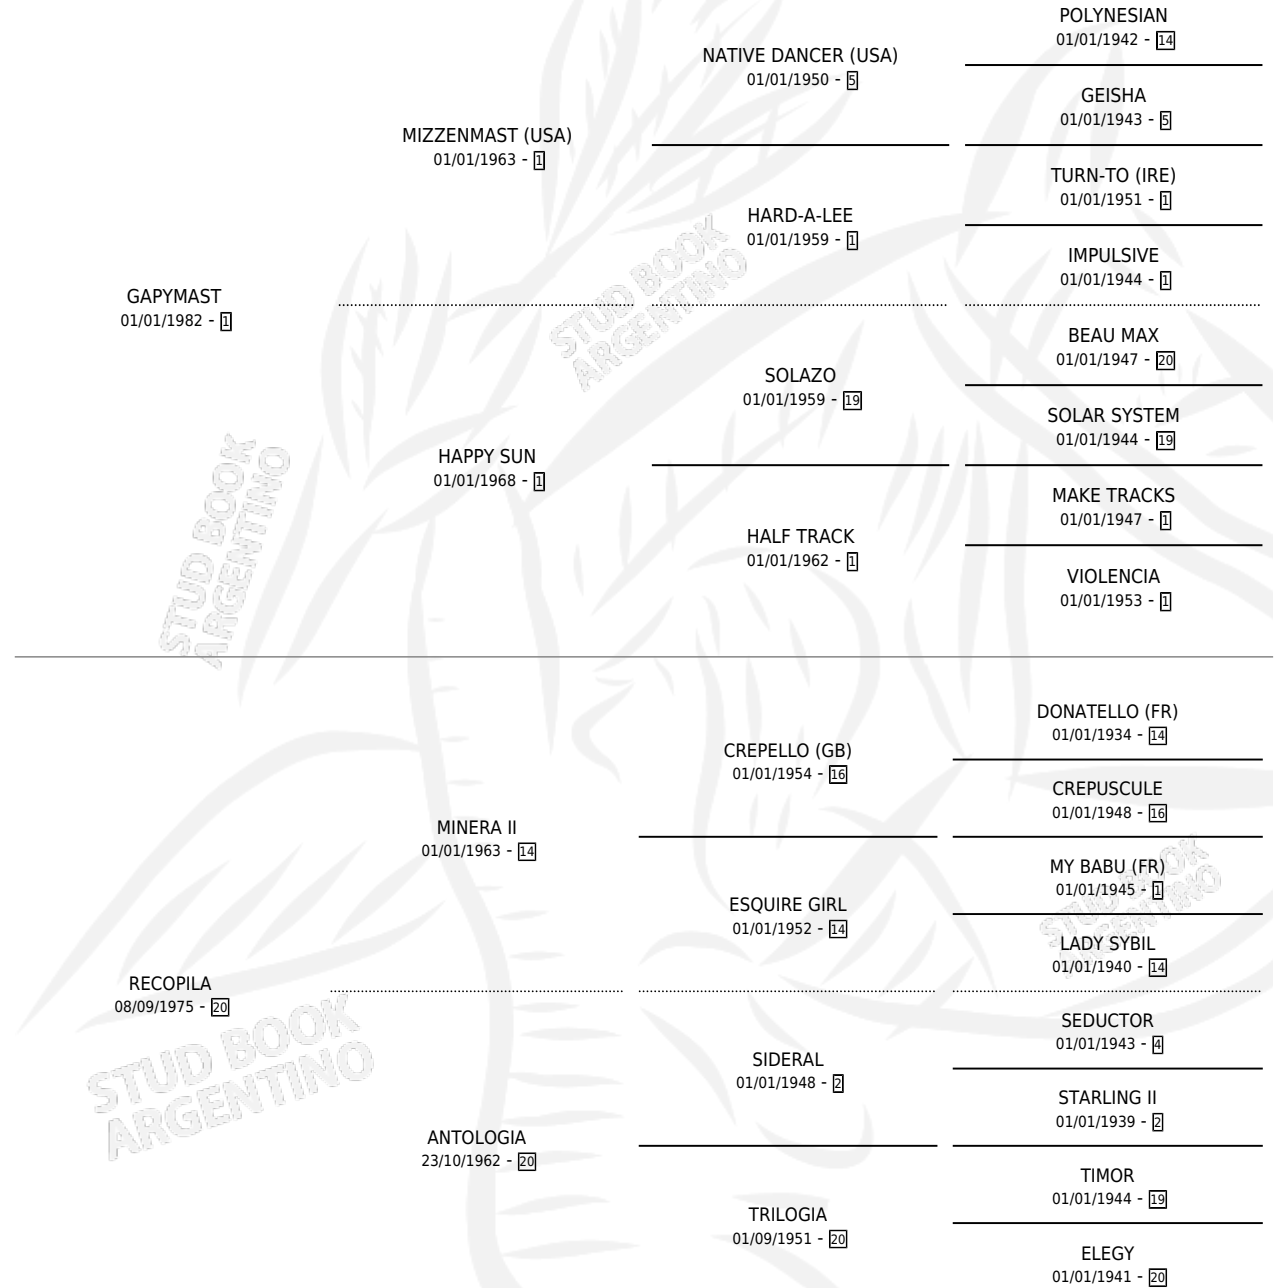 POLYNESIAN
01/01/1942 - 14
NATIVE DANCER (USA)
01/01/1950 - 5
GEISHA
01/01/1943 - 5
MIZZENMAST (USA)
01/01/1963 - 1
TURN-TO (IRE)
01/01/1951 - 1
HARD-A-LEE
01/01/1959 - 1
IMPULSIVE
01/01/1944 - 1
GAPYMAST
01/01/1982 - 1
STUD BOOK
ARGENTINO
BEAU MAX
01/01/1947 - 20
SOLAZO
01/01/1959 - 19
SOLAR SYSTEM
01/01/1944 - 19
HAPPY SUN
01/01/1968 - 1
MAKE TRACKS
01/01/1947 - 1
HALF TRACK
01/01/1962 - 1
VIOLENCIA
01/01/1953 - 1
STUD BOOK
ARGENTINO
DONATELLO (FR)
01/01/1934 - 14
CREPELLO (GB)
01/01/1954 - 16
CREPUSCULE
01/01/1948 - 16
MINERA II
01/01/1963 - 14
MY BABU (FR)
01/01/1945 - 1
ESQUIRE GIRL
01/01/1952 - 14
STUD BOOK
ARGENTINO
LADY SYBIL
01/01/1940 - 14
RECOPILA
08/09/1975 - 20
SEDUCTOR
01/01/1943 - 4
SIDERAL
01/01/1948 - 2
STARLING II
01/01/1939 - 2
STUD BOOK
ARGENTINO
ANTOLOGIA
23/10/1962 - 20
TIMOR
01/01/1944 - 19
TRILOGIA
01/09/1951 - 20
ELEGY
01/01/1941 - 20